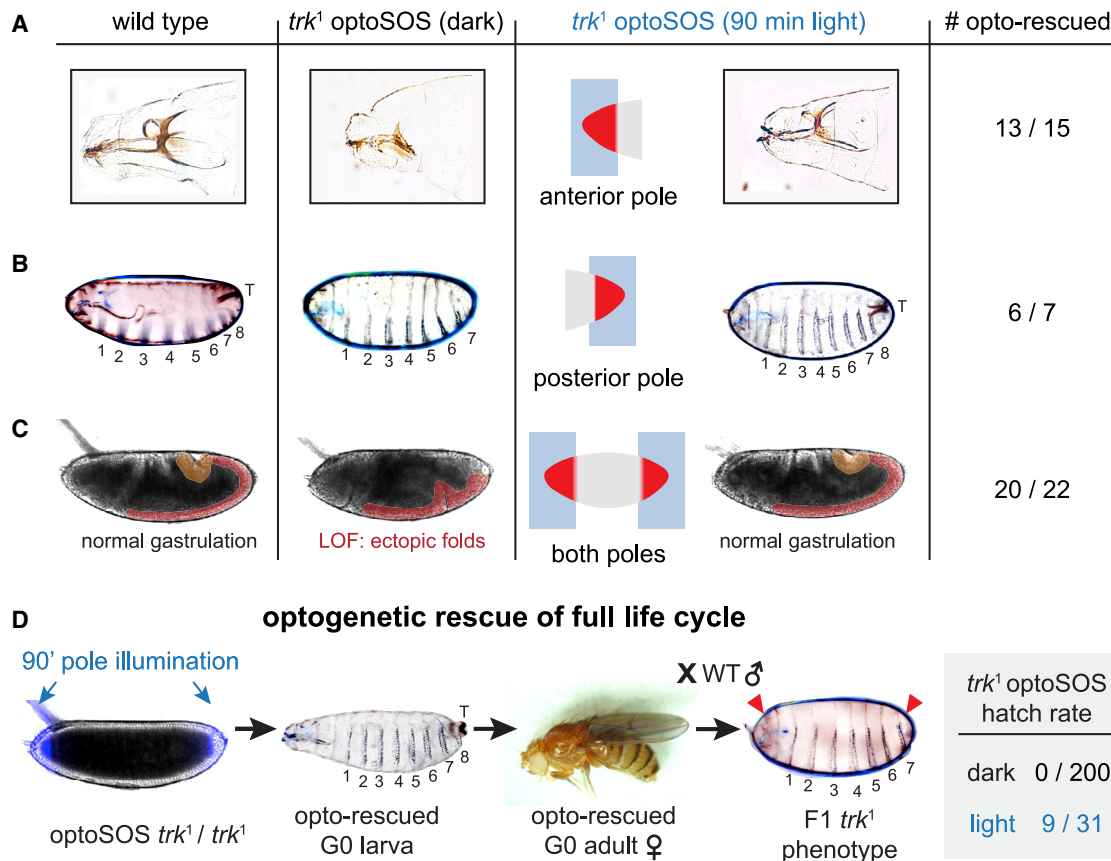 A
wild type
trk¹ optoSOS (dark)
trk¹ optoSOS (90 min light)
# opto-rescued
anterior pole
13 / 15
B
T
1 2 3 4 5 6 7 8
1 2 3 4 5 6 7
posterior pole
T
1 2 3 4 5 6 7 8
6 / 7
C
normal gastrulation
LOF: ectopic folds
both poles
normal gastrulation
20 / 22
D
optogenetic rescue of full life cycle
90' pole illumination
optoSOS trk¹ / trk¹
T
1 2 3 4 5 6 7 8
opto-rescued
G0 larva
X WT ♂
opto-rescued
G0 adult ♀
1 2 3 4 5 6 7
F1 trk¹
phenotype
trk¹ optoSOS
hatch rate
dark 0 / 200
light 9 / 31